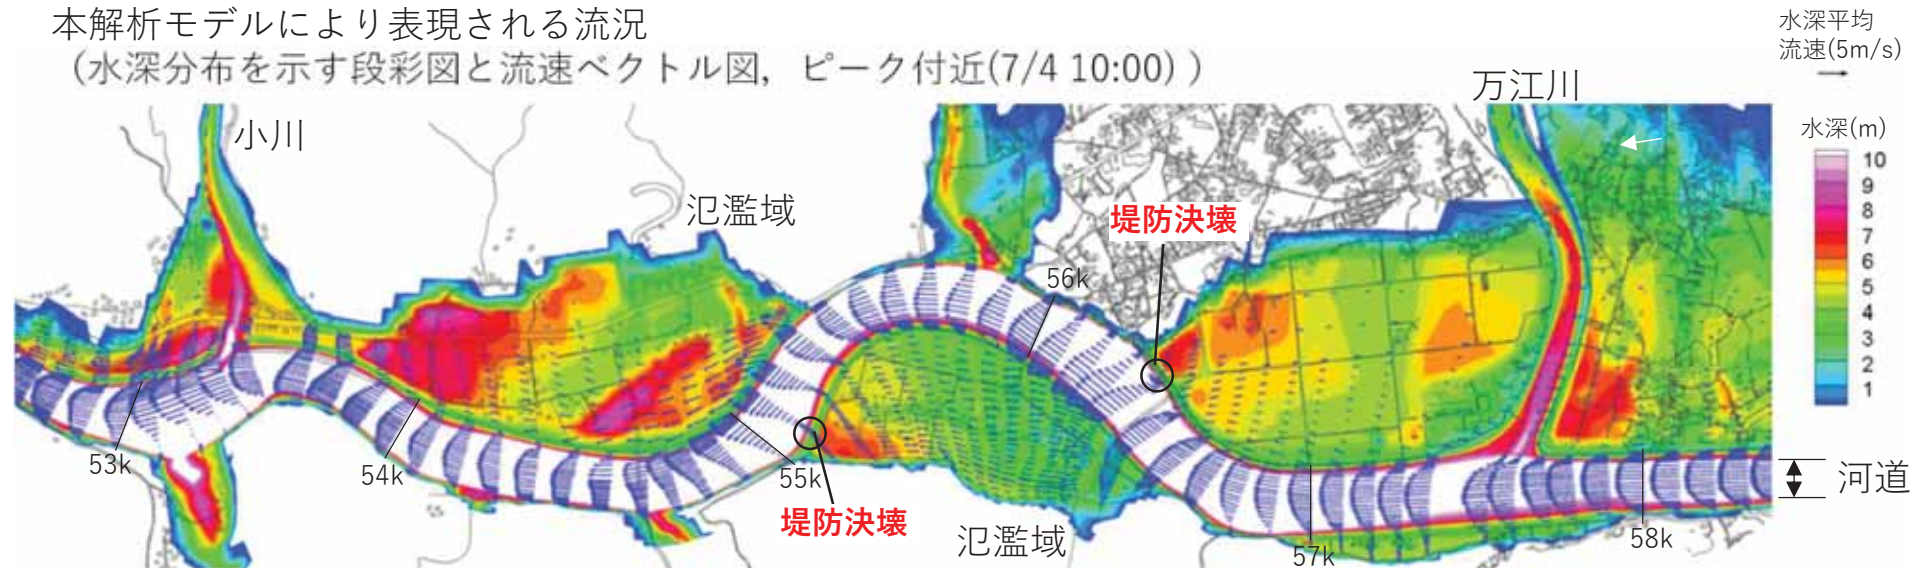 本解析モデルにより表現される流況
(水深分布を示す段彩図と流速ベクトル図，ピーク付近(7/4 10:00) )
水深平均
流速(5m/s)
万江川
小川
水深(m)
10
9
8
7
6
5
4
3
2
1
氾濫域
堤防決壊
56k
53k
54k
55k
堤防決壊
氾濫域
57k
58k
河道